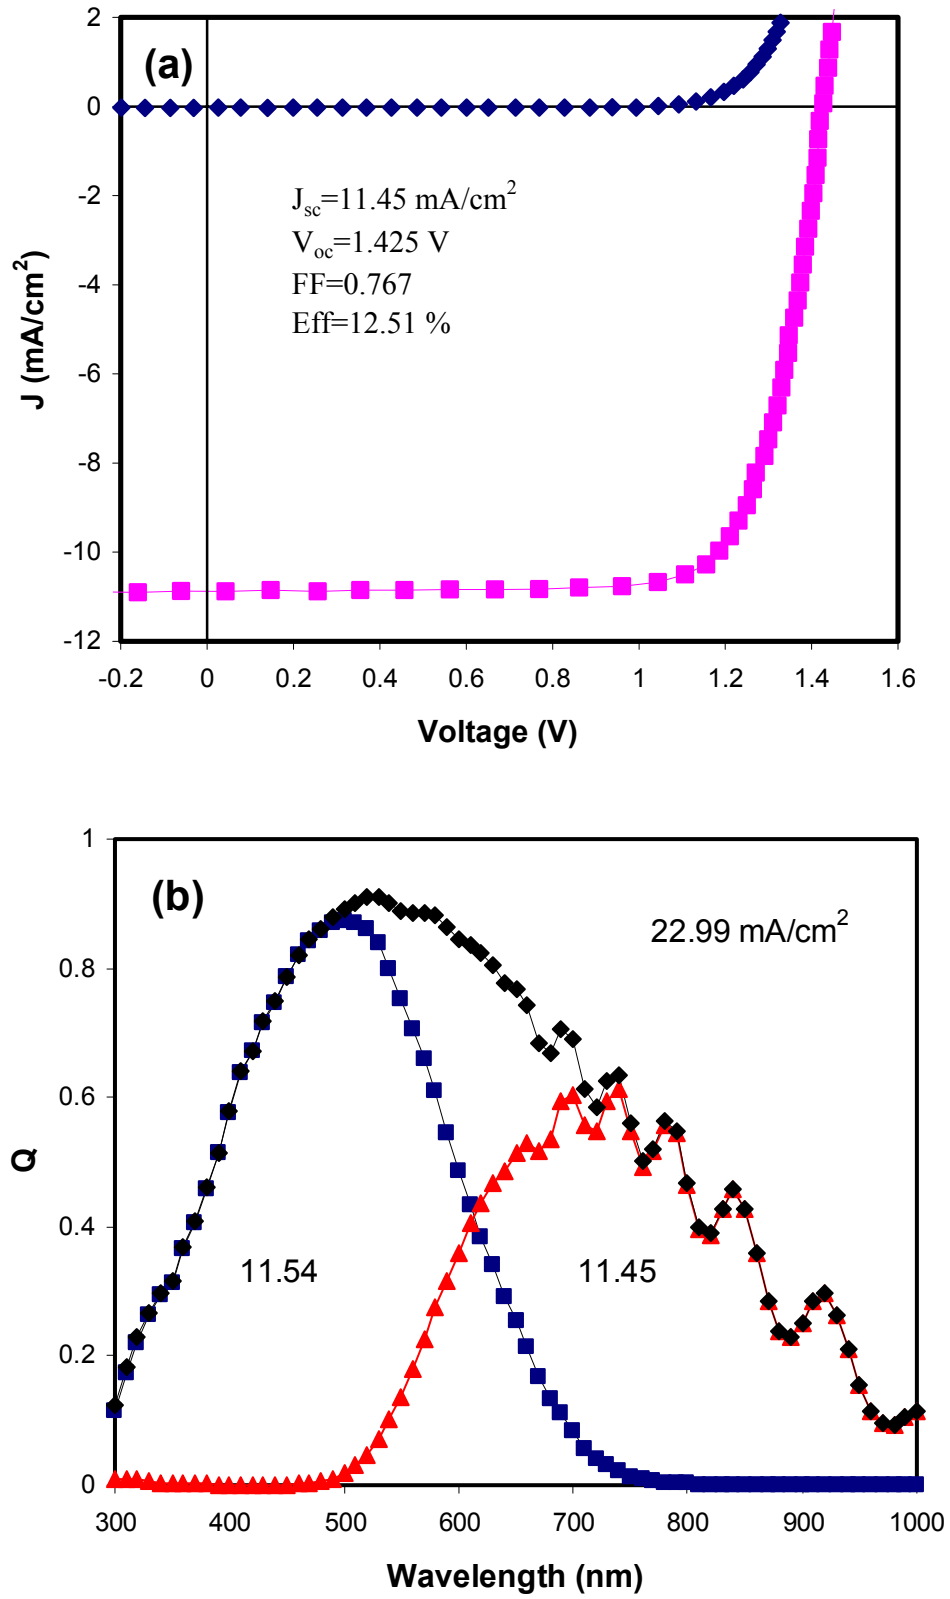 2
(a)
0
J_sc=11.45 mA/cm²
V_oc=1.425 V
FF=0.767
Eff=12.51 %
-2
-4
-6
-8
-10
-12
J (mA/cm²)
-0.2 0 0.2 0.4 0.6 0.8 1 1.2 1.4 1.6
Voltage (V)
1
(b)
22.99 mA/cm²
0.8
0.6
0.4
0.2
0
Q
11.54
11.45
300 400 500 600 700 800 900 1000
Wavelength (nm)